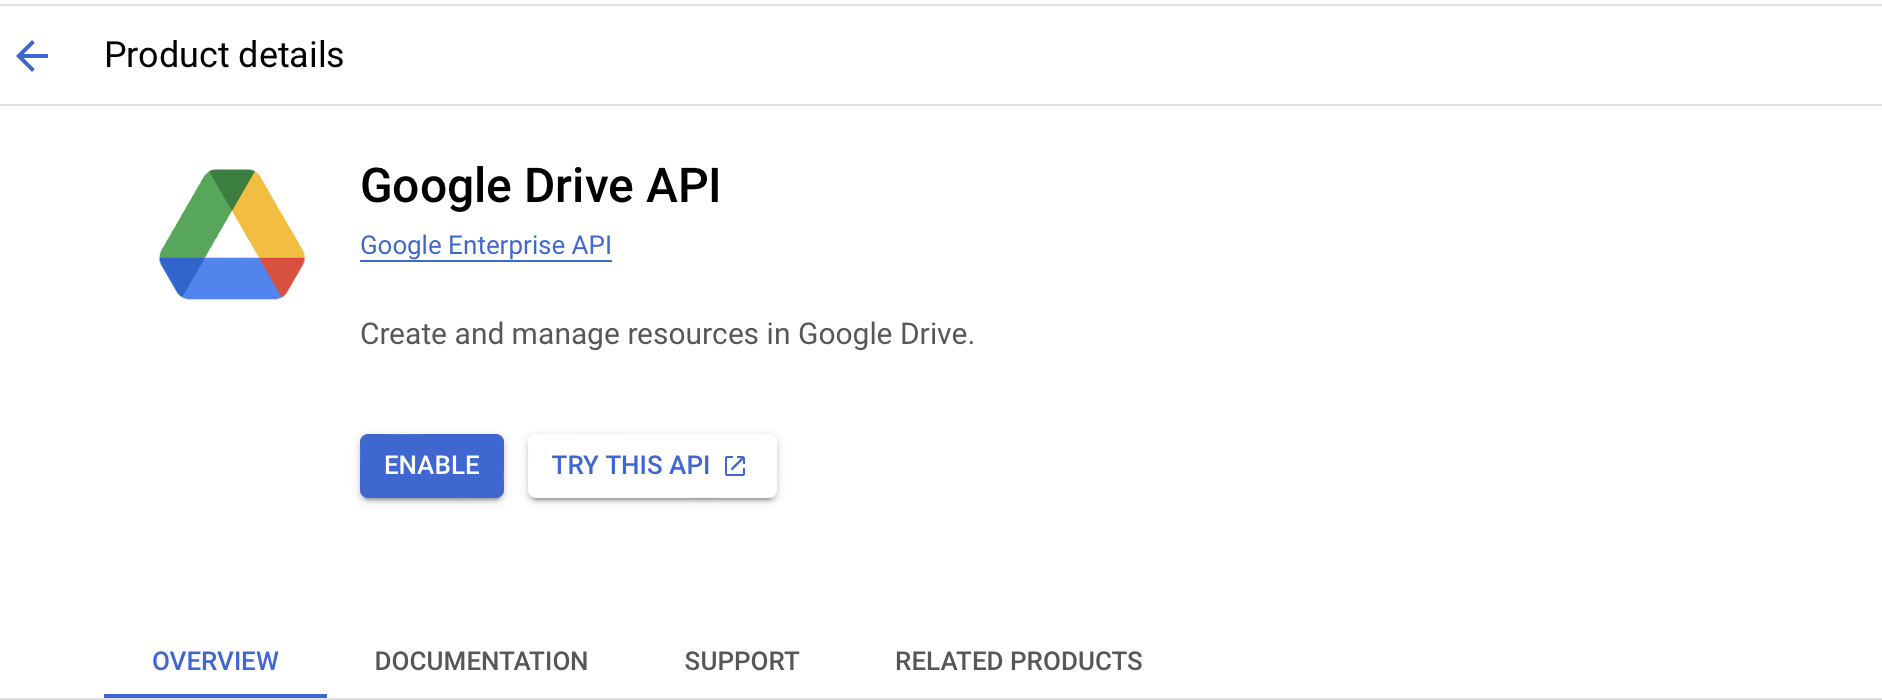 Product details
Google Drive API
Google Enterprise API
Create and manage resources in Google Drive.
ENABLE TRY THIS API
OVERVIEW DOCUMENTATION SUPPORT RELATED PRODUCTS